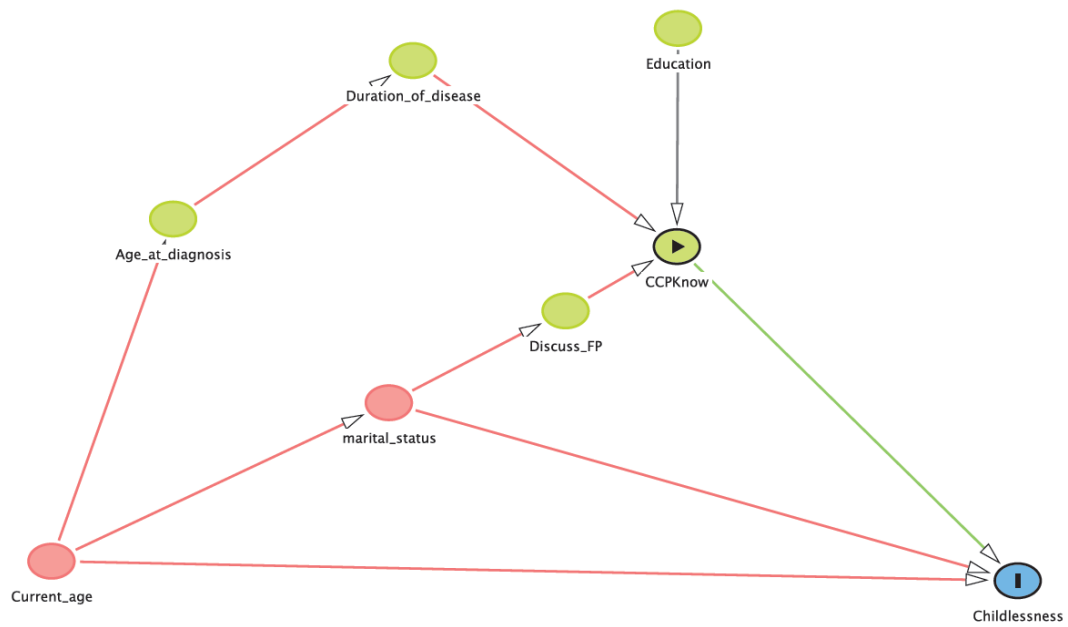 Education
Duration_of_disease
Age_at_diagnosis
CCPKnow
Discuss_FP
marital_status
Current_age
Childlessness